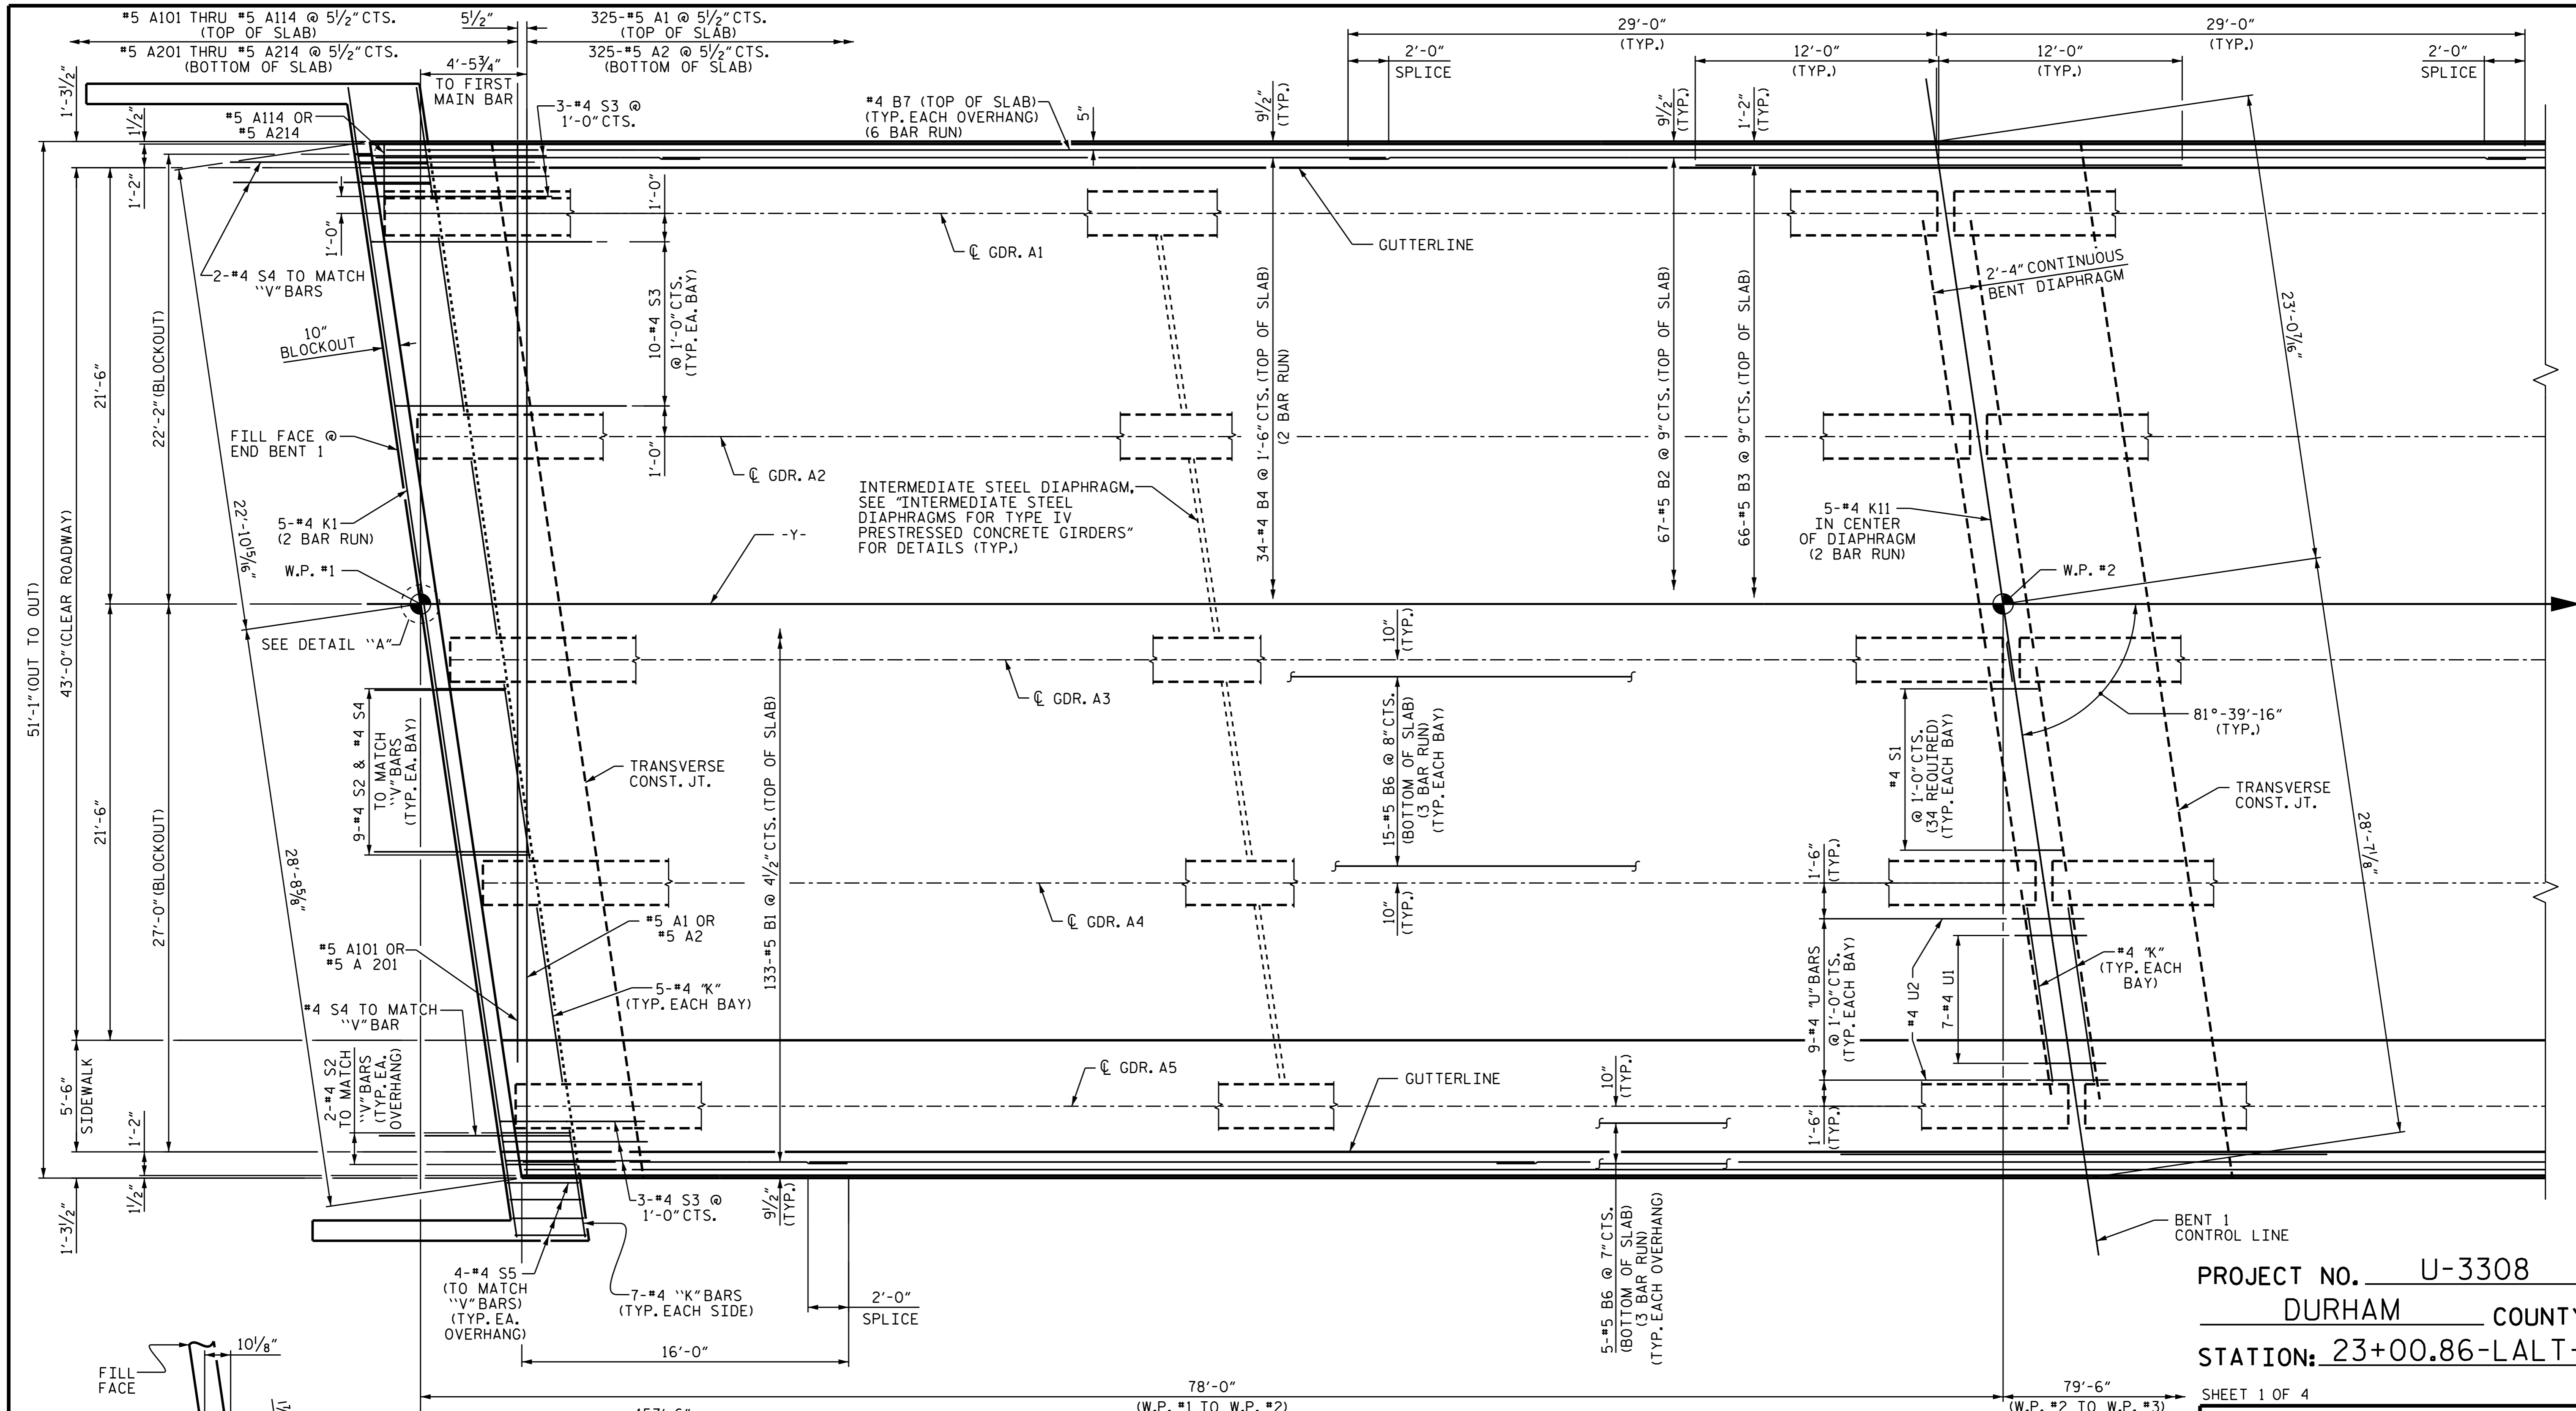 #5 A101 THRU #5 A114 @ 5½" CTS.
(TOP OF SLAB)
#5 A201 THRU #5 A214 @ 5½" CTS.
(BOTTOM OF SLAB)
5½"
325-#5 A1 @ 5½" CTS.
(TOP OF SLAB)
325-#5 A2 @ 5½" CTS.
(BOTTOM OF SLAB)
4'-5¾"
TO FIRST
MAIN BAR
3-#4 S3 @
1'-0" CTS.
#4 B7 (TOP OF SLAB)
(TYP. EACH OVERHANG)
(6 BAR RUN)
5"
9½"
(TYP.)
29'-0"
(TYP.)
2'-0"
SPLICE
12'-0"
(TYP.)
12'-0"
(TYP.)
29'-0"
(TYP.)
2'-0"
SPLICE
9½"
(TYP.)
1'-2"
(TYP.)
1'-3½"
1½"
1'-2"
#5 A114 OR
#5 A214
1'-0"
1'-0"
2-#4 S4 TO MATCH
"V" BARS
10"
BLOCKOUT
10-#4 S3
@ 1'-0" CTS.
(TYP. EA. BAY)
1'-0"
℄ GDR. A1
GUTTERLINE
2'-4" CONTINUOUS
BENT DIAPHRAGM
23'-0⁷⁄₁₆"
34-#4 B4 @ 1'-6" CTS. (TOP OF SLAB)
(2 BAR RUN)
67-#5 B2 @ 9" CTS. (TOP OF SLAB)
66-#5 B3 @ 9" CTS. (TOP OF SLAB)
51'-1" (OUT TO OUT)
43'-0" (CLEAR ROADWAY)
21'-6"
22'-2" (BLOCKOUT)
FILL FACE @
END BENT 1
℄ GDR. A2
22'-10¹⁵⁄₁₆"
5-#4 K1
(2 BAR RUN)
W.P. #1
SEE DETAIL "A"
INTERMEDIATE STEEL DIAPHRAGM,
SEE "INTERMEDIATE STEEL
DIAPHRAGMS FOR TYPE IV
PRESTRESSED CONCRETE GIRDERS"
FOR DETAILS (TYP.)
-Y-
5-#4 K11
IN CENTER
OF DIAPHRAGM
(2 BAR RUN)
W.P. #2
10"
(TYP.)
℄ GDR. A3
9-#4 S2 & #4 S4
TO MATCH
"V" BARS
(TYP. EA. BAY)
TRANSVERSE
CONST. JT.
133-#5 B1 @ 4½" CTS. (TOP OF SLAB)
15-#5 B6 @ 8" CTS.
(BOTTOM OF SLAB)
(3 BAR RUN)
(TYP. EACH BAY)
#4 S1
@ 1'-0" CTS.
(34 REQUIRED)
(TYP. EACH BAY)
81°-39'-16"
(TYP.)
TRANSVERSE
CONST. JT.
28'-7⅛"
21'-6"
27'-0" (BLOCKOUT)
28'-8⅝"
10"
(TYP.)
℄ GDR. A4
#5 A1 OR
#5 A2
#5 A101 OR
#5 A 201
5-#4 "K"
(TYP. EACH BAY)
#4 S4 TO MATCH
"V" BAR
1'-6"
(TYP.)
9-#4 "U" BARS
@ 1'-0" CTS.
(TYP. EACH BAY)
#4 U2
7-#4 U1
#4 "K"
(TYP. EACH
BAY)
1'-6"
(TYP.)
5'-6"
SIDEWALK
1'-2"
1½"
1'-3½"
2-#4 S2
TO MATCH
"V" BARS
(TYP. EA.
OVERHANG)
℄ GDR. A5
GUTTERLINE
10"
(TYP.)
3-#4 S3 @
1'-0" CTS.
9½"
(TYP.)
5-#5 B6 @ 7" CTS.
(BOTTOM OF SLAB)
(3 BAR RUN)
(TYP. EACH OVERHANG)
4-#4 S5
(TO MATCH
"V" BARS)
(TYP. EA.
OVERHANG)
7-#4 "K" BARS
(TYP. EACH SIDE)
2'-0"
SPLICE
16'-0"
BENT 1
CONTROL LINE
78'-0"
(W.P. #1 TO W.P. #2)
79'-6"
(W.P. #2 TO W.P. #3)
FILL
FACE
10⅛"
157'-6"
PROJECT NO. U-3308
DURHAM COUNTY
STATION: 23+00.86-LALT-
SHEET 1 OF 4